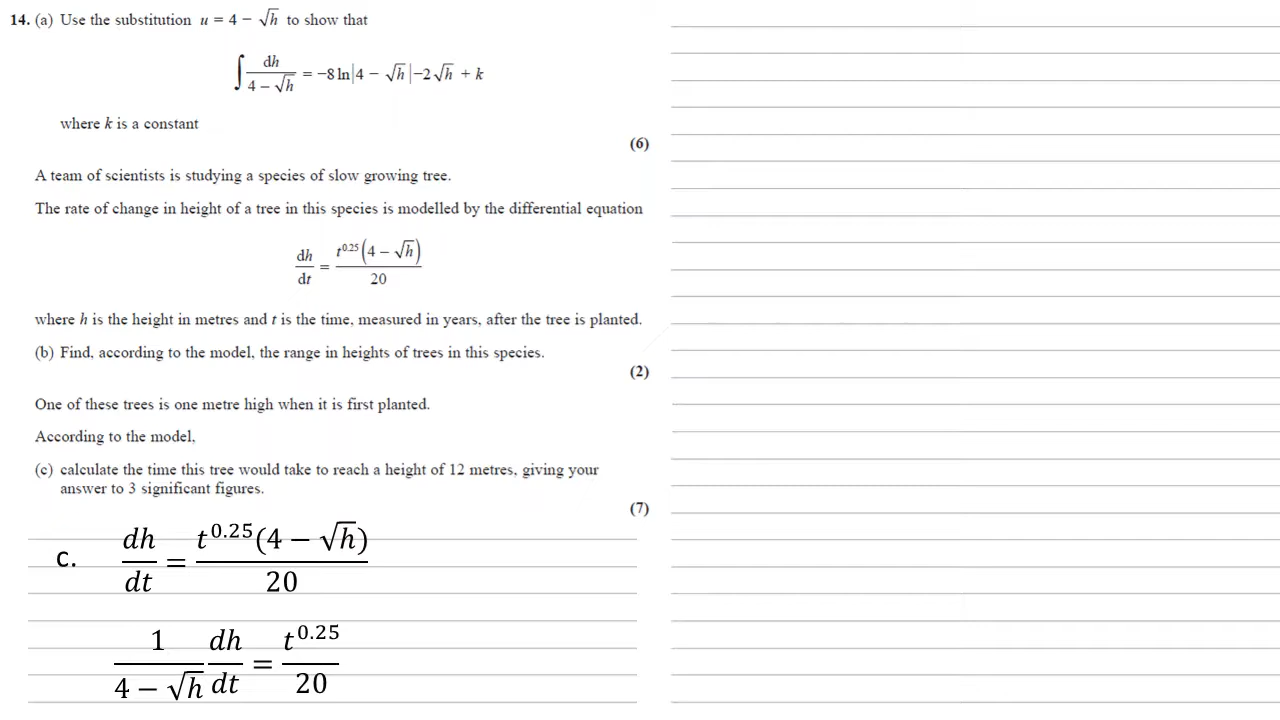 14. (a) Use the substitution u = 4 − √h to show that
∫ dh/(4 − √h) = −8 ln|4 − √h| −2√h + k
where k is a constant
(6)
A team of scientists is studying a species of slow growing tree.
The rate of change in height of a tree in this species is modelled by the differential equation
dh/dt = t^0.25(4 − √h)/20
where h is the height in metres and t is the time, measured in years, after the tree is planted.
(b) Find, according to the model, the range in heights of trees in this species.
(2)
One of these trees is one metre high when it is first planted.
According to the model,
(c) calculate the time this tree would take to reach a height of 12 metres, giving your
answer to 3 significant figures.
(7)
c. dh/dt = t^0.25(4 − √h)/20
1/(4 − √h) dh/dt = t^0.25/20